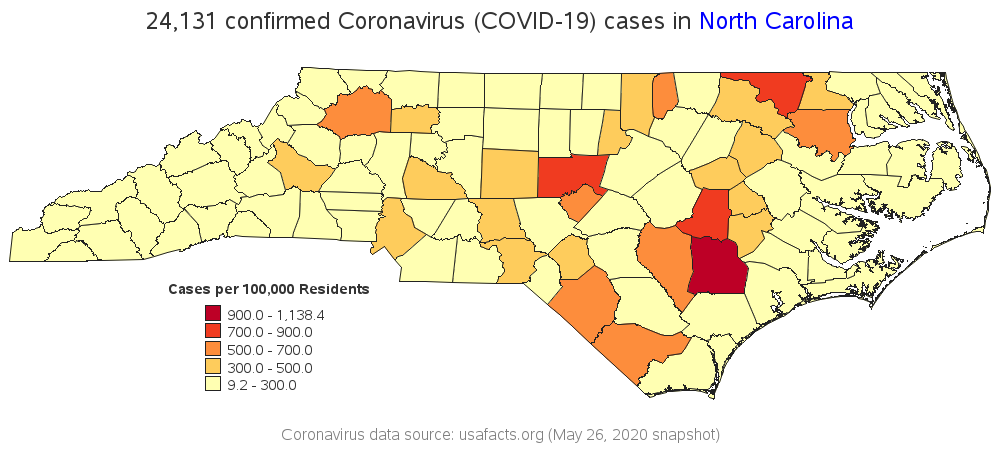 24,131 confirmed Coronavirus (COVID-19) cases in North Carolina
Cases per 100,000 Residents
900.0 - 1,138.4
700.0 - 900.0
500.0 - 700.0
300.0 - 500.0
9.2 - 300.0
Coronavirus data source: usafacts.org (May 26, 2020 snapshot)